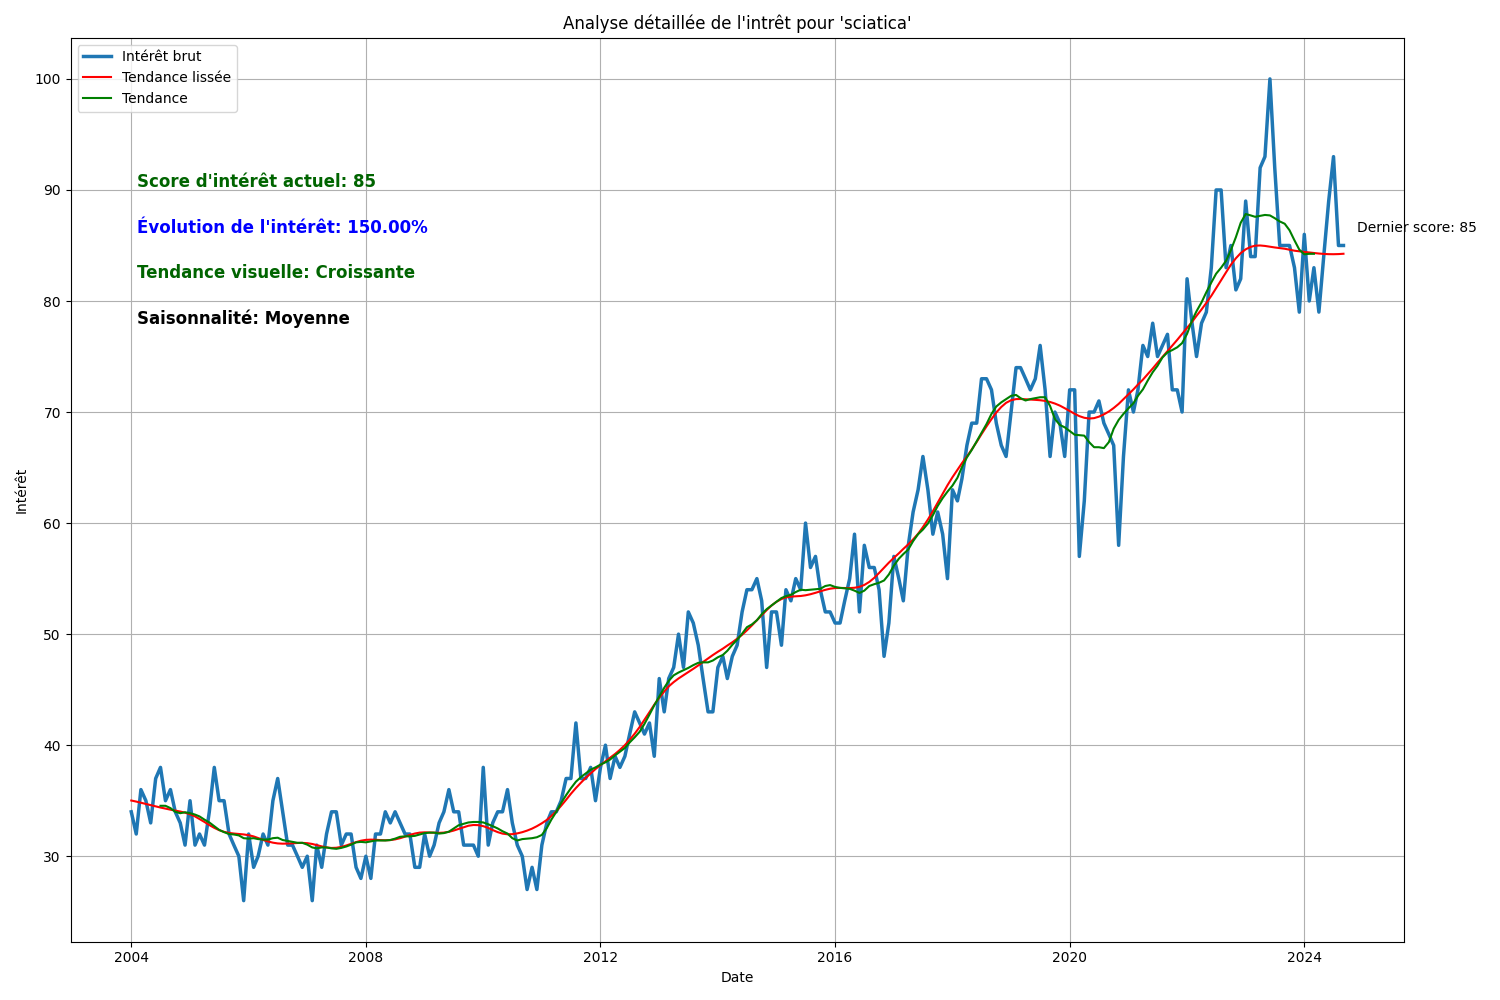 Analyse détaillée de l'intrêt pour 'sciatica'
Intérêt brut
Tendance lissée
Tendance
Score d'intérêt actuel: 85
Évolution de l'intérêt: 150.00%
Tendance visuelle: Croissante
Saisonnalité: Moyenne
Dernier score: 85
Intérêt
100
90
80
70
60
50
40
30
2004
2008
2012
2016
2020
2024
Date